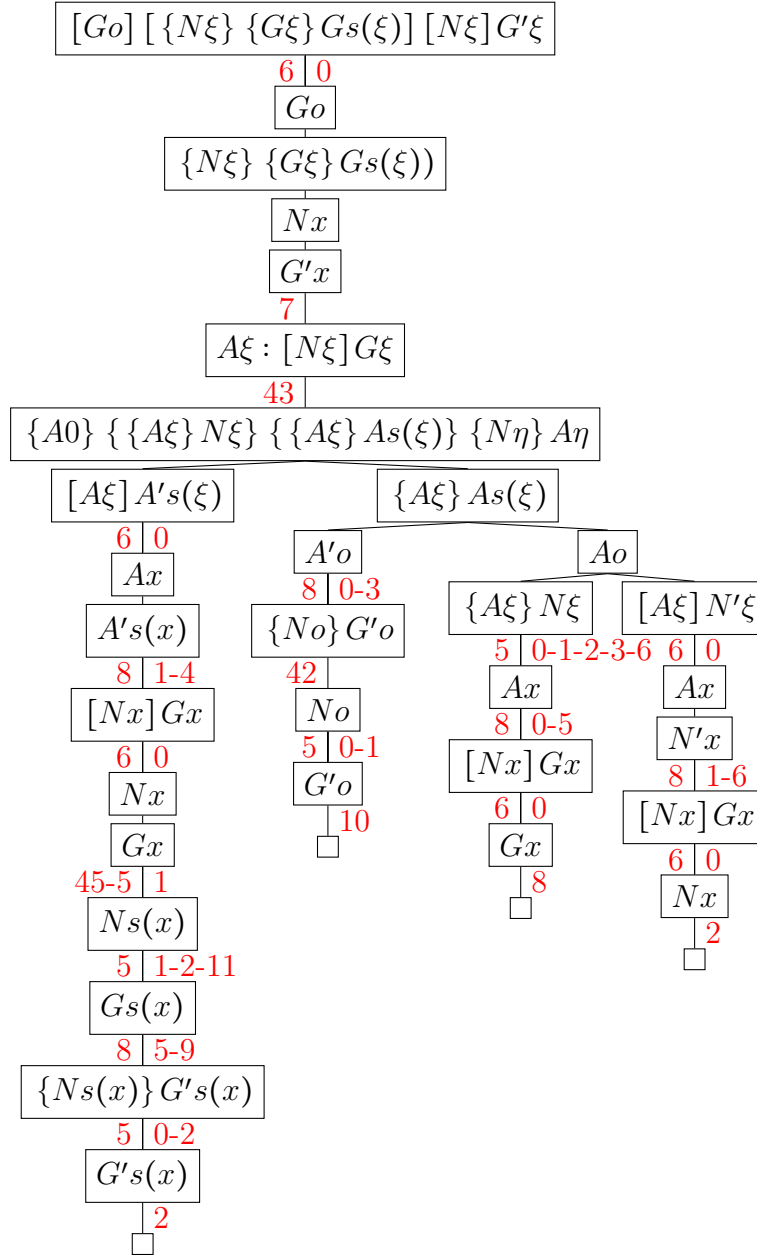 [Go] [ {Nξ} {Gξ} Gs(ξ)] [Nξ] G′ξ
6 0
Go
{Nξ} {Gξ} Gs(ξ))
Nx
G′x
7
Aξ : [Nξ] Gξ
43
{A0} { {Aξ} Nξ} { {Aξ} As(ξ)} {Nη} Aη
[Aξ] A′s(ξ) {Aξ} As(ξ)
6 0
A′o Ao
Ax
8 0-3
A′s(x) {No} G′o {Aξ} Nξ [Aξ] N′ξ
8 1-4 42 5 0-1-2-3-6 6 0
[Nx] Gx No Ax Ax
6 0 5 0-1 8 0-5
N′x
Nx G′o [Nx] Gx
8 1-6
10 6 0
[Nx] Gx
Gx Gx
6 0
45-5 1 8
Ns(x) Nx
5 1-2-11 2
Gs(x)
8 5-9
{Ns(x)} G′s(x)
5 0-2
G′s(x)
2